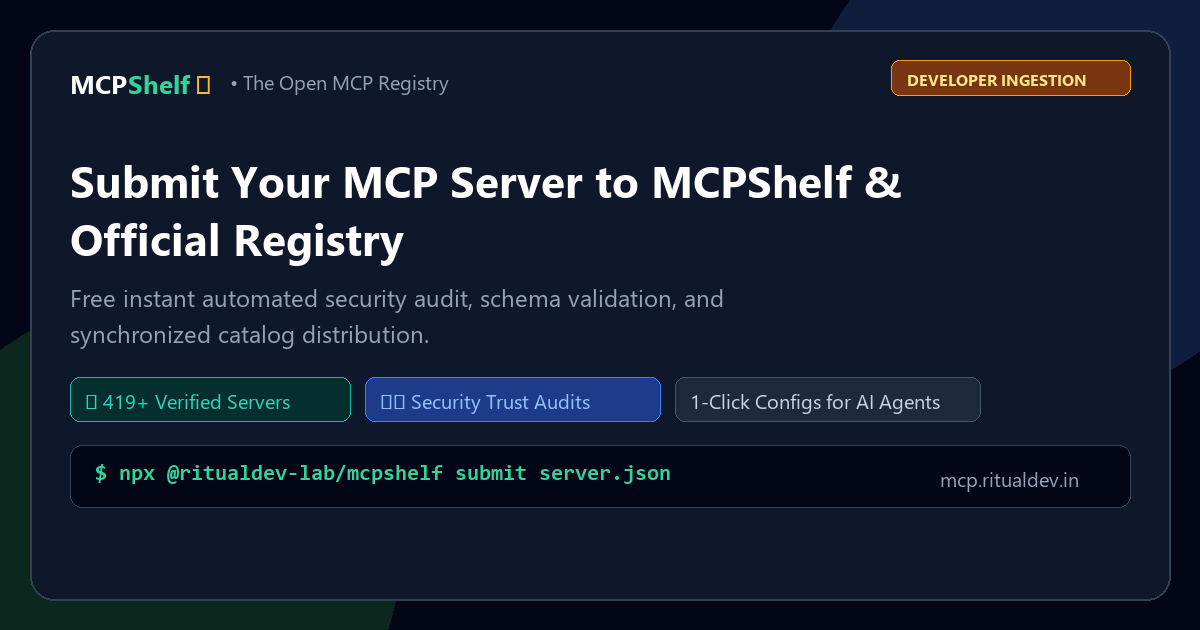 MCPShelf • The Open MCP Registry
DEVELOPER INGESTION
Submit Your MCP Server to MCPShelf &
Official Registry
Free instant automated security audit, schema validation, and
synchronized catalog distribution.
419+ Verified Servers
Security Trust Audits
1-Click Configs for AI Agents
$ npx @ritualdev-lab/mcpshelf submit server.json
mcp.ritualdev.in